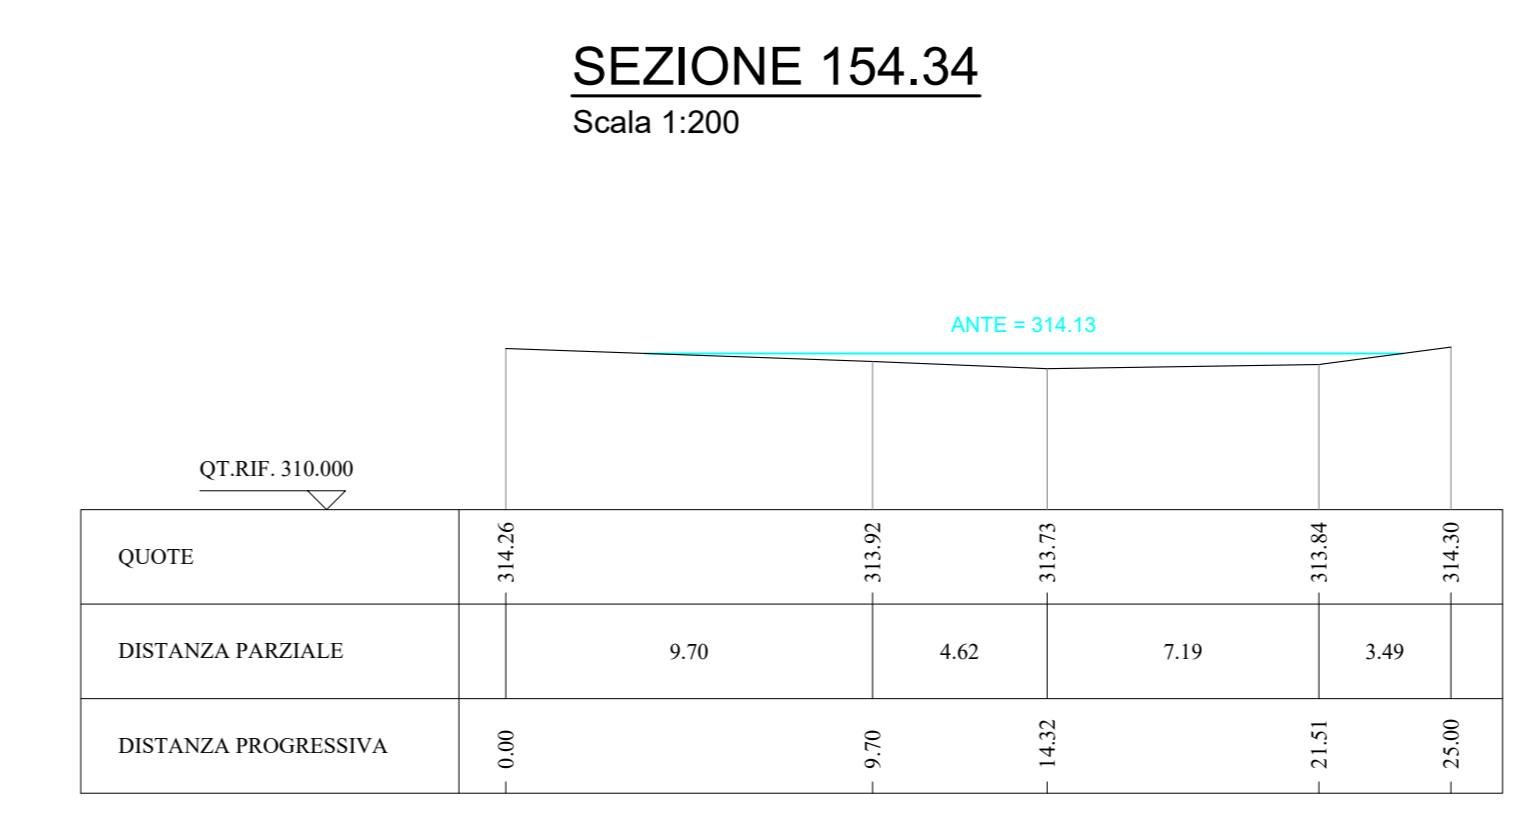 SEZIONE 154.34
Scala 1:200
ANTE = 314.13
QT.RIF. 310.000
QUOTE 314.26 313.92 313.73 313.84 314.30
DISTANZA PARZIALE 9.70 4.62 7.19 3.49
DISTANZA PROGRESSIVA 0.00 9.70 14.32 21.51 25.00